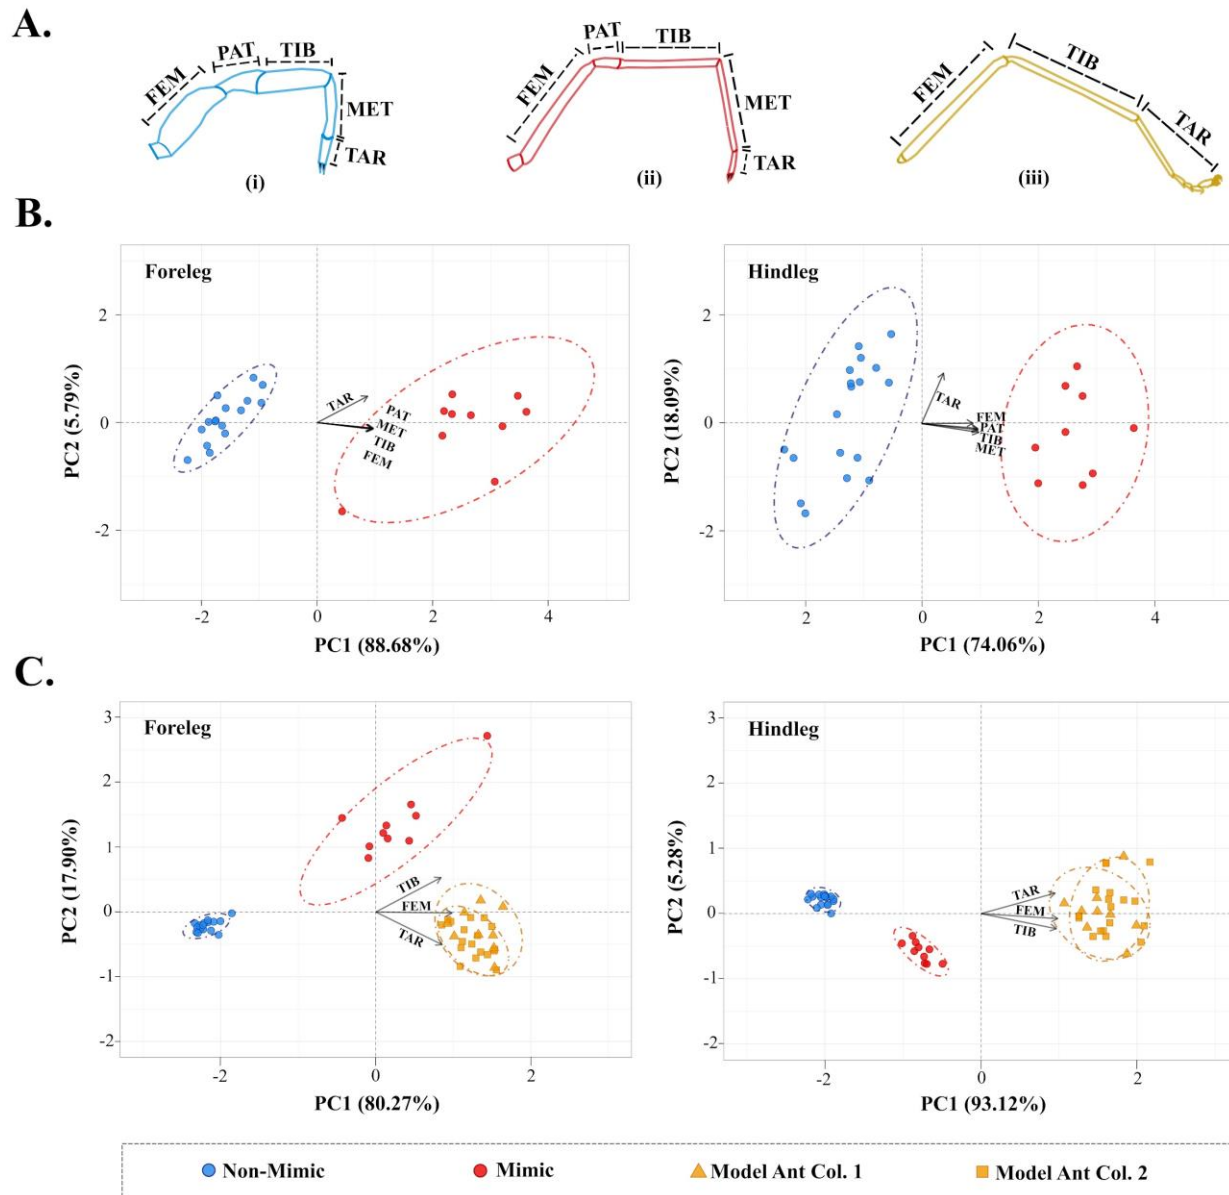 A.
FEM PAT TIB MET TAR
(i)
FEM PAT TIB MET TAR
(ii)
FEM TIB TAR
(iii)
B.
Foreleg
PC2 (5.79%)
2
0
-2
TAR
PAT
MET
TIB
FEM
-2 0 2 4
PC1 (88.68%)
Hindleg
PC2 (18.09%)
2
0
-2
TAR
FEM
PAT
TIB
MET
2 0 2 4
PC1 (74.06%)
C.
Foreleg
PC2 (17.90%)
3
2
1
0
-1
-2
TIB
FEM
TAR
-2 0 2
PC1 (80.27%)
Hindleg
PC2 (5.28%)
3
2
1
0
-1
-2
TAR
FEM
TIB
-2 0 2
PC1 (93.12%)
Non-Mimic Mimic Model Ant Col. 1 Model Ant Col. 2